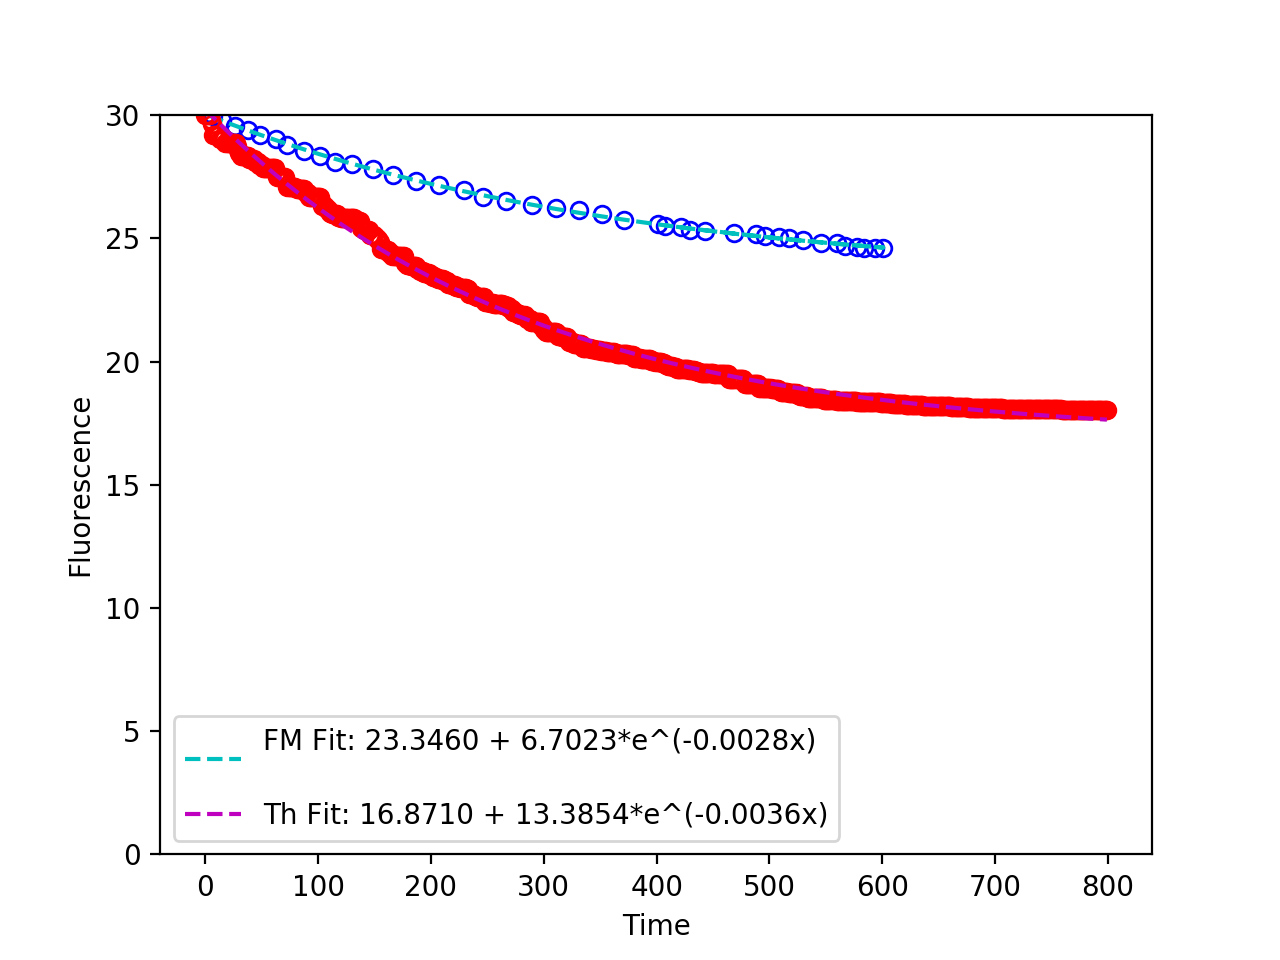 30
25
20
15
10
5
0
Fluorescence
FM Fit: 23.3460 + 6.7023*e^(-0.0028x)
Th Fit: 16.8710 + 13.3854*e^(-0.0036x)
0 100 200 300 400 500 600 700 800
Time